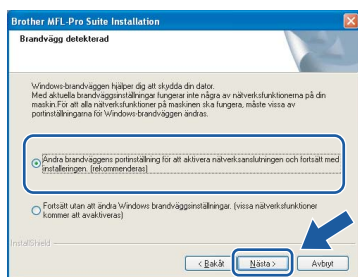 Brother MFL-Pro Suite Installation
Brandvägg detekterad
Windows-brandväggen hjälper dig att skydda din dator.
Med aktuella brandväggsinställningar fungerar inte några av nätverksfunktionerna på din
maskin.För att alla nätverksfunktioner på maskinen ska fungera, måste vissa av
portinställningarna för Windows-brandväggen ändras.
Ändra brandväggens portinställning för att aktivera nätverksanslutningen och fortsätt med
installeringen. (rekommenderas)
Fortsätt utan att ändra Windows brandväggsinställningar. (vissa nätverksfunktioner
kommer att avaktiveras)
InstallShield
< Bakåt
Nästa >
Avbryt